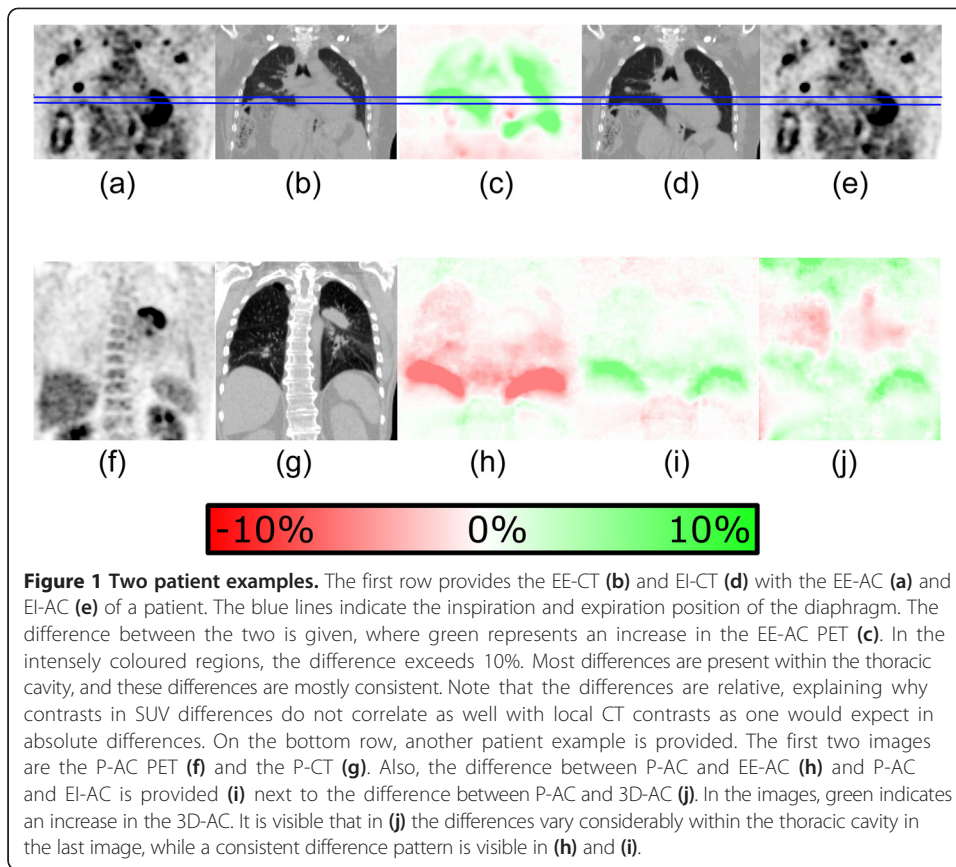 (a) (b) (c) (d) (e)
(f) (g) (h) (i) (j)
-10% 0% 10%
Figure 1 Two patient examples. The first row provides the EE-CT (b) and EI-CT (d) with the EE-AC (a) and
EI-AC (e) of a patient. The blue lines indicate the inspiration and expiration position of the diaphragm. The
difference between the two is given, where green represents an increase in the EE-AC PET (c). In the
intensely coloured regions, the difference exceeds 10%. Most differences are present within the thoracic
cavity, and these differences are mostly consistent. Note that the differences are relative, explaining why
contrasts in SUV differences do not correlate as well with local CT contrasts as one would expect in
absolute differences. On the bottom row, another patient example is provided. The first two images
are the P-AC PET (f) and the P-CT (g). Also, the difference between P-AC and EE-AC (h) and P-AC
and EI-AC is provided (i) next to the difference between P-AC and 3D-AC (j). In the images, green indicates
an increase in the 3D-AC. It is visible that in (j) the differences vary considerably within the thoracic cavity in
the last image, while a consistent difference pattern is visible in (h) and (i).